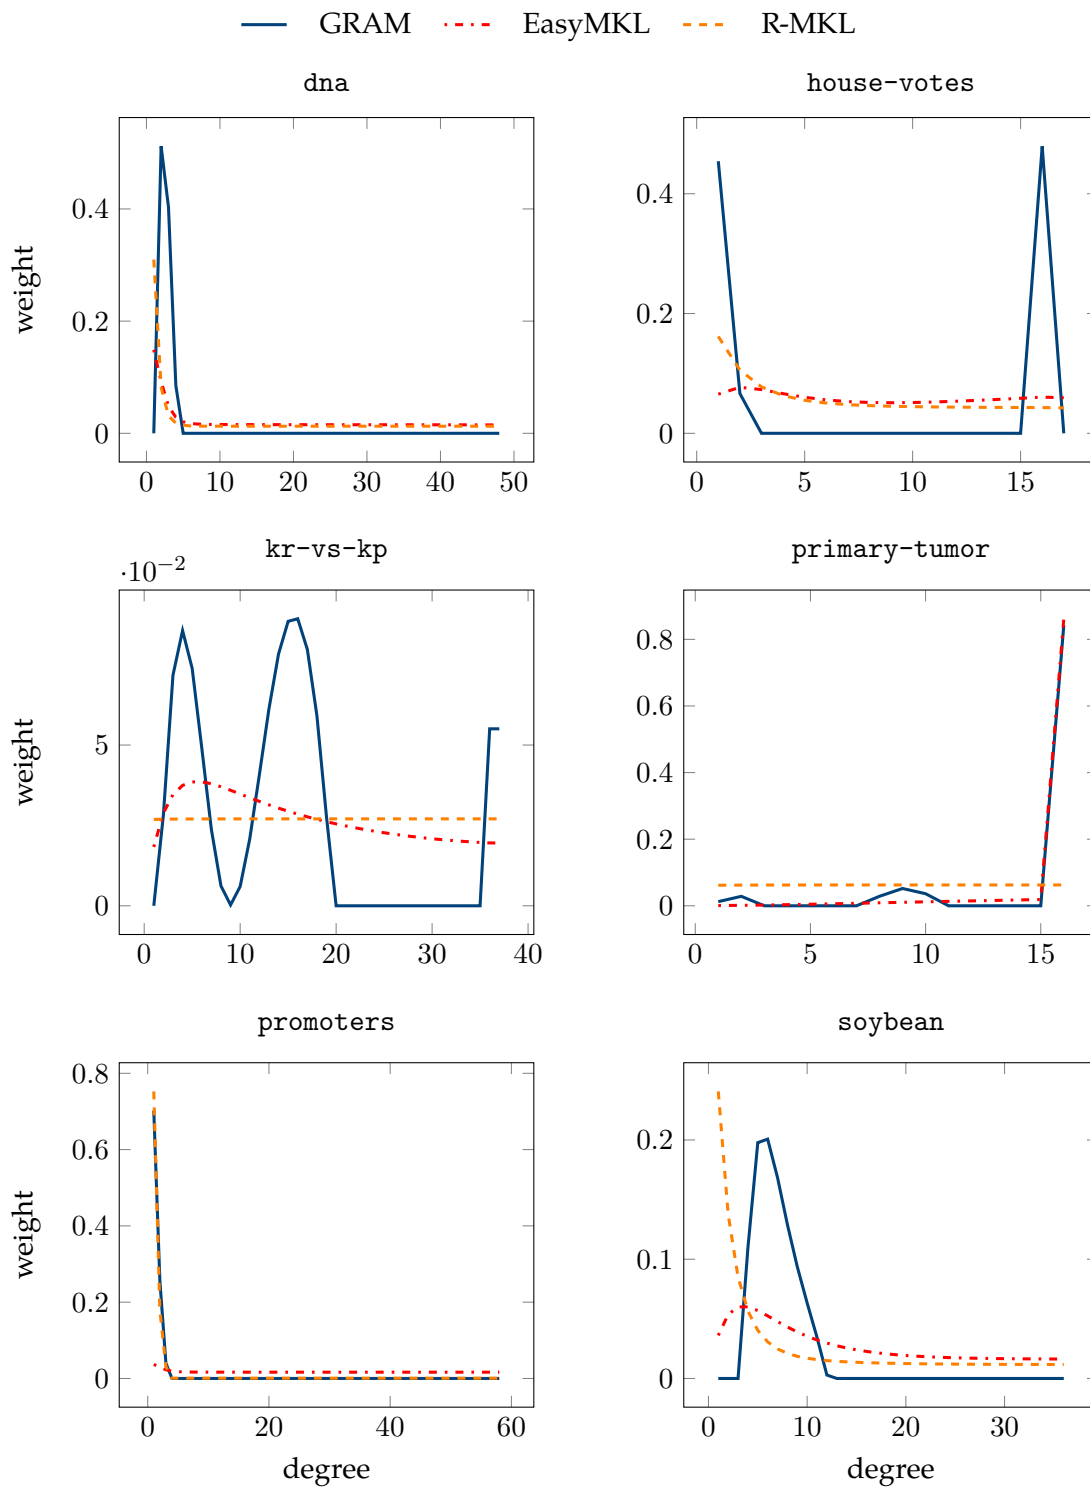 GRAM EasyMKL R-MKL
dna
house-votes
weight
0.4
0.2
0
0 10 20 30 40 50
0.4
0.2
0
0 5 10 15
kr-vs-kp
primary-tumor
·10−2
weight
5
0
0 10 20 30 40
0.8
0.6
0.4
0.2
0
0 5 10 15
promoters
soybean
weight
0.8
0.6
0.4
0.2
0
0 20 40 60
degree
0.2
0.1
0
0 10 20 30
degree